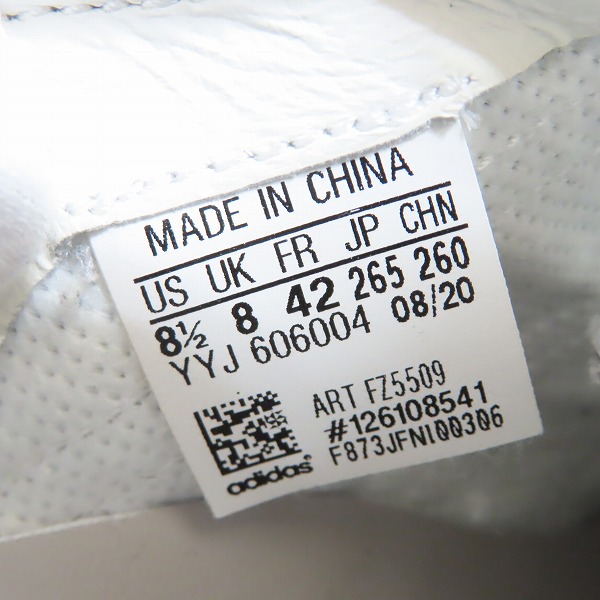 MADE IN CHINA
US UK FR JP CHN
8½ 8 42 265 260
YYJ 606004 08/20
ART FZ5509
#126108541
F873JFNI00306
adidas